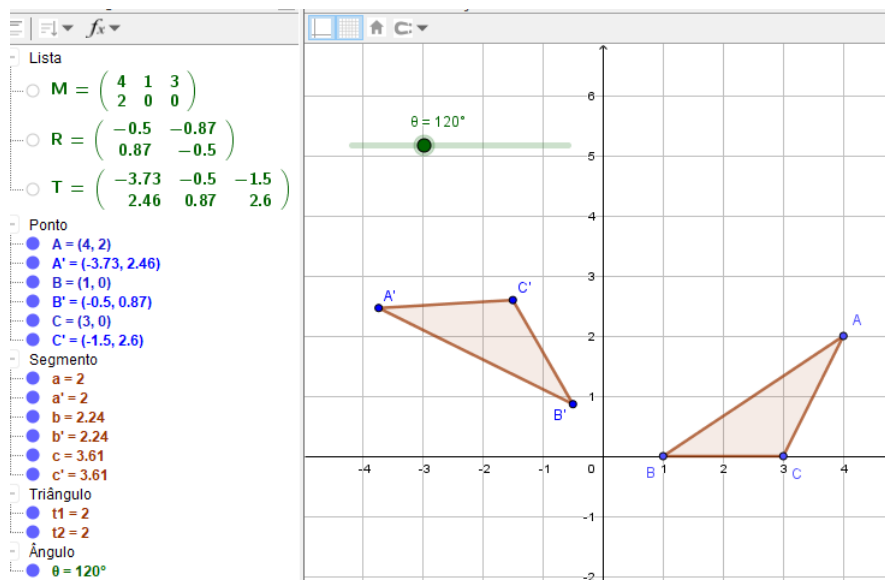 fx
Lista
M = ( 4 1 3
2 0 0 )
R = ( −0.5 −0.87
0.87 −0.5 )
T = ( −3.73 −0.5 −1.5
2.46 0.87 2.6 )
Ponto
A = (4, 2)
A' = (-3.73, 2.46)
B = (1, 0)
B' = (-0.5, 0.87)
C = (3, 0)
C' = (-1.5, 2.6)
Segmento
a = 2
a' = 2
b = 2.24
b' = 2.24
c = 3.61
c' = 3.61
Triângulo
t1 = 2
t2 = 2
Ângulo
θ = 120°
6
θ = 120°
5
4
3
A'
C'
A
2
1
B'
-4 -3 -2 -1 0 1 2 3 4
B
C
-1
-2